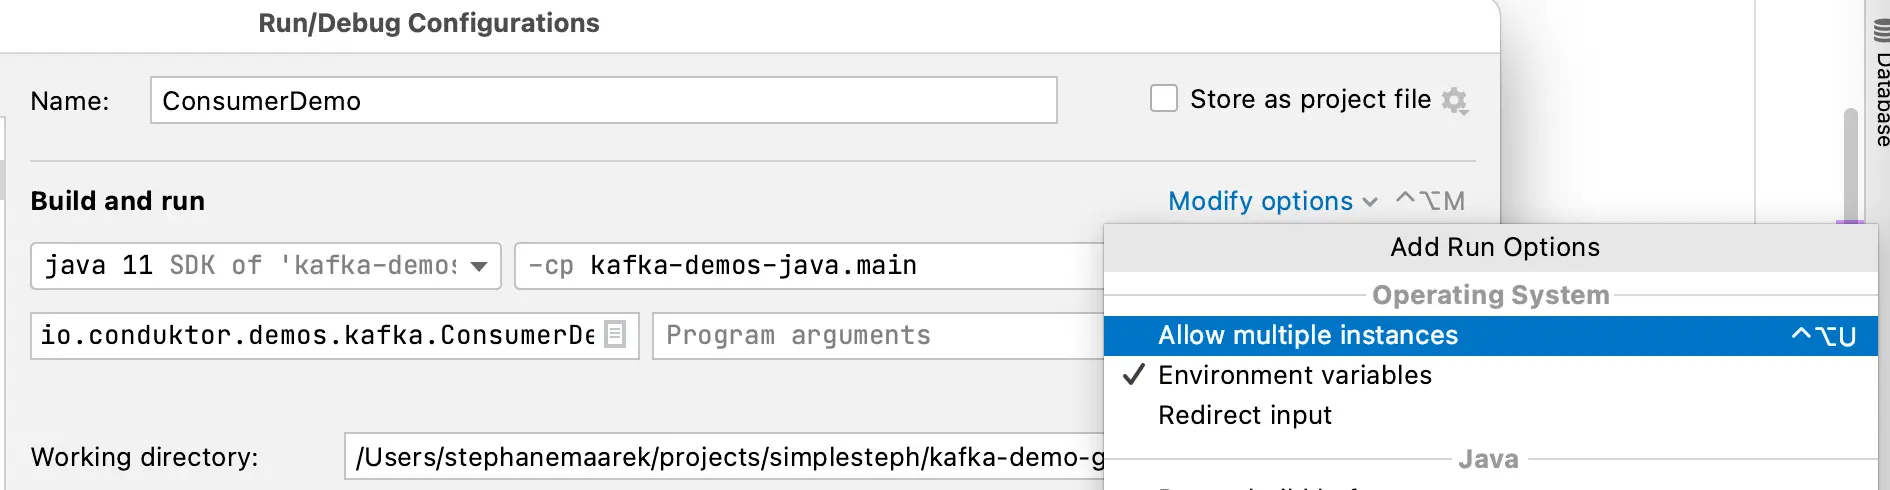 Run/Debug Configurations
Name: ConsumerDemo
Store as project file
Database
Build and run
Modify options ⌃⌥M
java 11 SDK of 'kafka-demos
-cp kafka-demos-java.main
io.conduktor.demos.kafka.ConsumerDe
Program arguments
Working directory: /Users/stephanemaarek/projects/simplesteph/kafka-demo-g
Add Run Options
Operating System
Allow multiple instances ⌃⌥U
Environment variables
Redirect input
Java